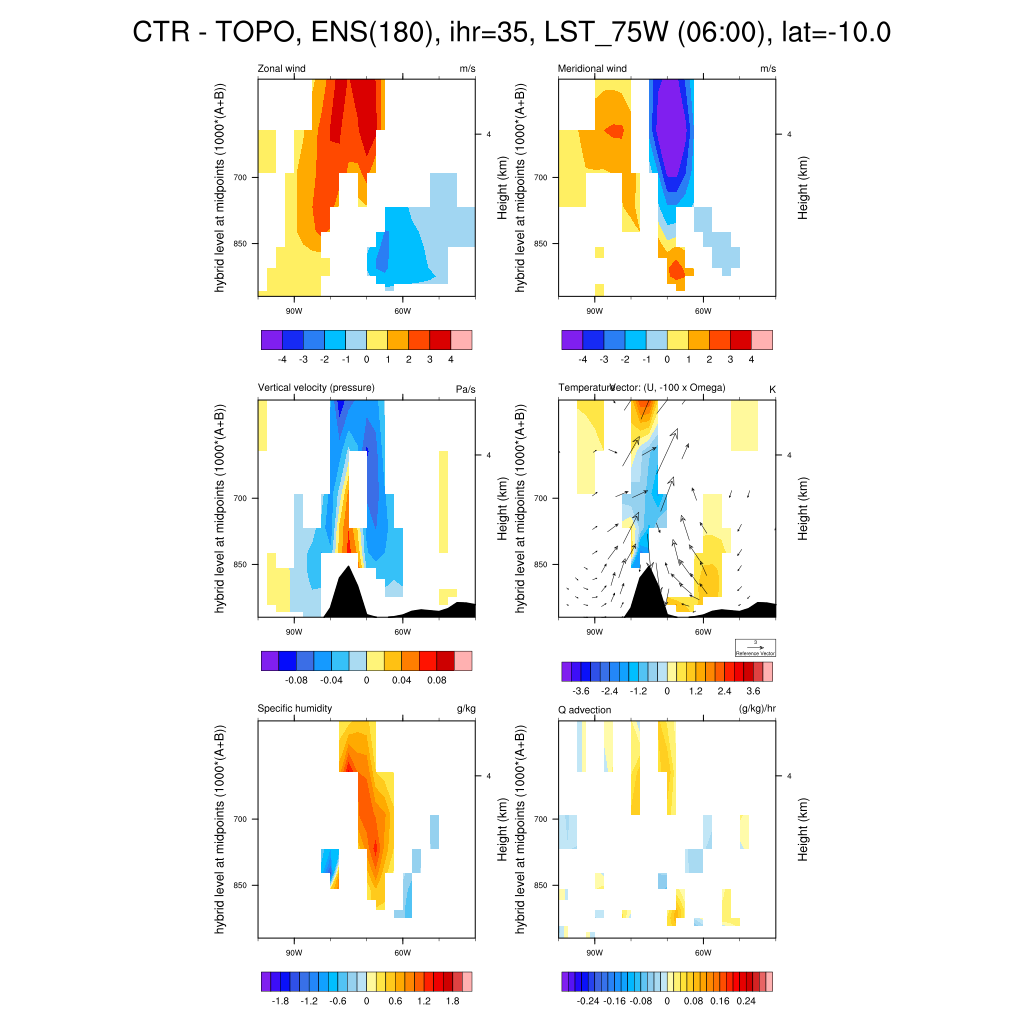 CTR - TOPO, ENS(180), ihr=35, LST_75W (06:00), lat=-10.0
Zonal wind m/s
hybrid level at midpoints (1000*(A+B))
700
850
4
Height (km)
90W 60W
-4 -3 -2 -1 0 1 2 3 4
Meridional wind m/s
hybrid level at midpoints (1000*(A+B))
700
850
4
Height (km)
90W 60W
-4 -3 -2 -1 0 1 2 3 4
Vertical velocity (pressure) Pa/s
hybrid level at midpoints (1000*(A+B))
700
850
4
Height (km)
90W 60W
-0.08 -0.04 0 0.04 0.08
Temperature Vector: (U, -100 x Omega) K
hybrid level at midpoints (1000*(A+B))
700
850
4
Height (km)
90W 60W
3
Reference Vector
-3.6 -2.4 -1.2 0 1.2 2.4 3.6
Specific humidity g/kg
hybrid level at midpoints (1000*(A+B))
700
850
4
Height (km)
90W 60W
-1.8 -1.2 -0.6 0 0.6 1.2 1.8
Q advection (g/kg)/hr
hybrid level at midpoints (1000*(A+B))
700
850
4
Height (km)
90W 60W
-0.24 -0.16 -0.08 0 0.08 0.16 0.24